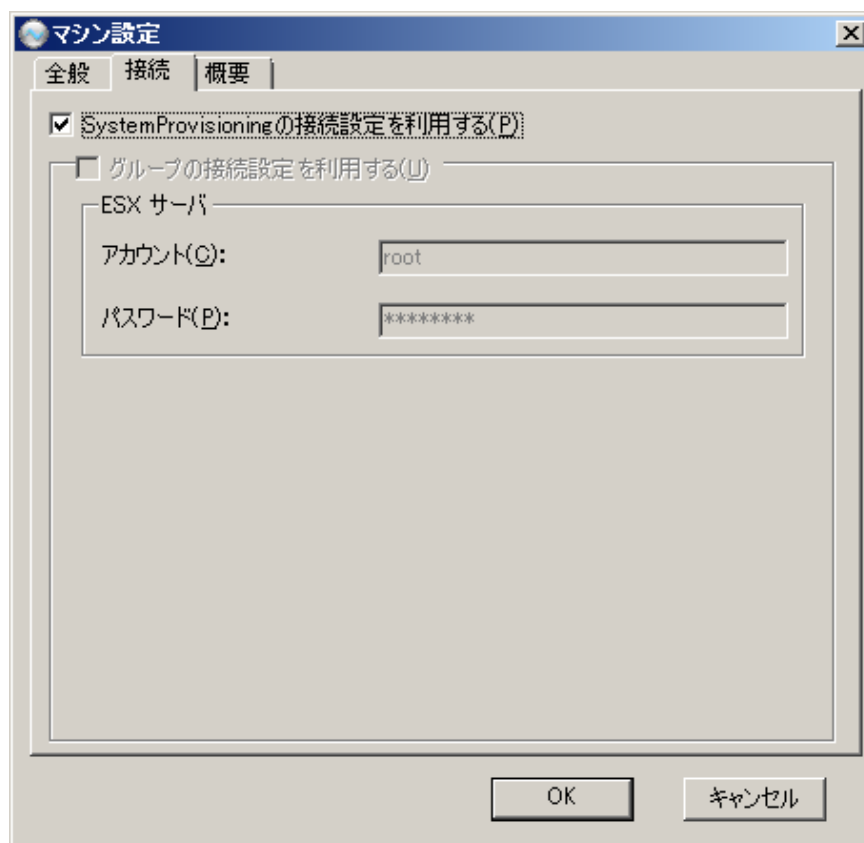 マシン設定
全般 接続 概要
SystemProvisioningの接続設定を利用する(P)
グループの接続設定を利用する(U)
ESX サーバ
アカウント(C): root
パスワード(P): ********
OK キャンセル